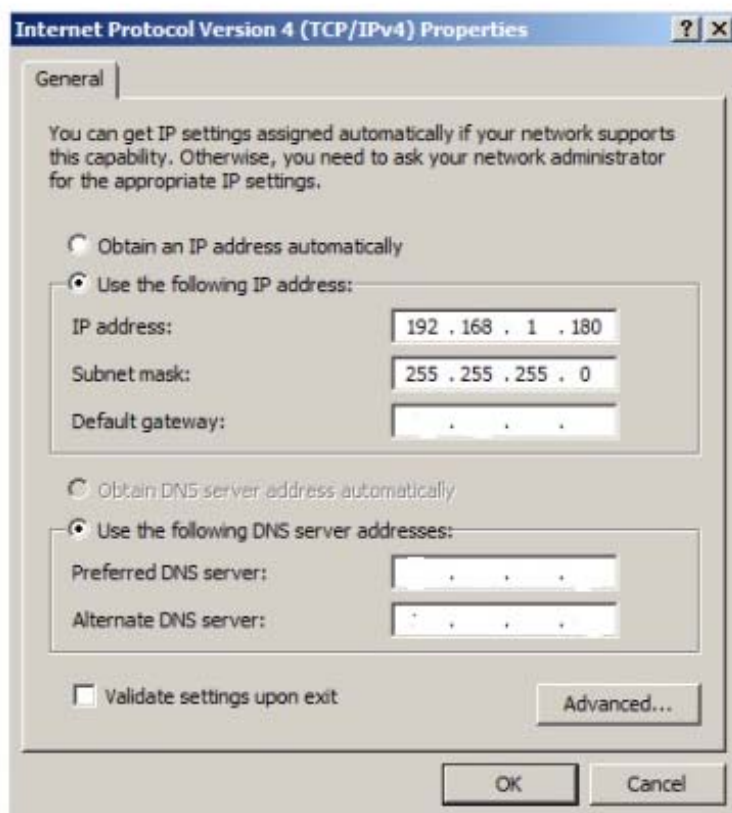 Internet Protocol Version 4 (TCP/IPv4) Properties ? X
General
You can get IP settings assigned automatically if your network supports
this capability. Otherwise, you need to ask your network administrator
for the appropriate IP settings.
Obtain an IP address automatically
Use the following IP address:
IP address: 192 . 168 . 1 . 180
Subnet mask: 255 . 255 . 255 . 0
Default gateway: . . .
Obtain DNS server address automatically
Use the following DNS server addresses:
Preferred DNS server: . . .
Alternate DNS server: . . .
Validate settings upon exit
Advanced...
OK Cancel